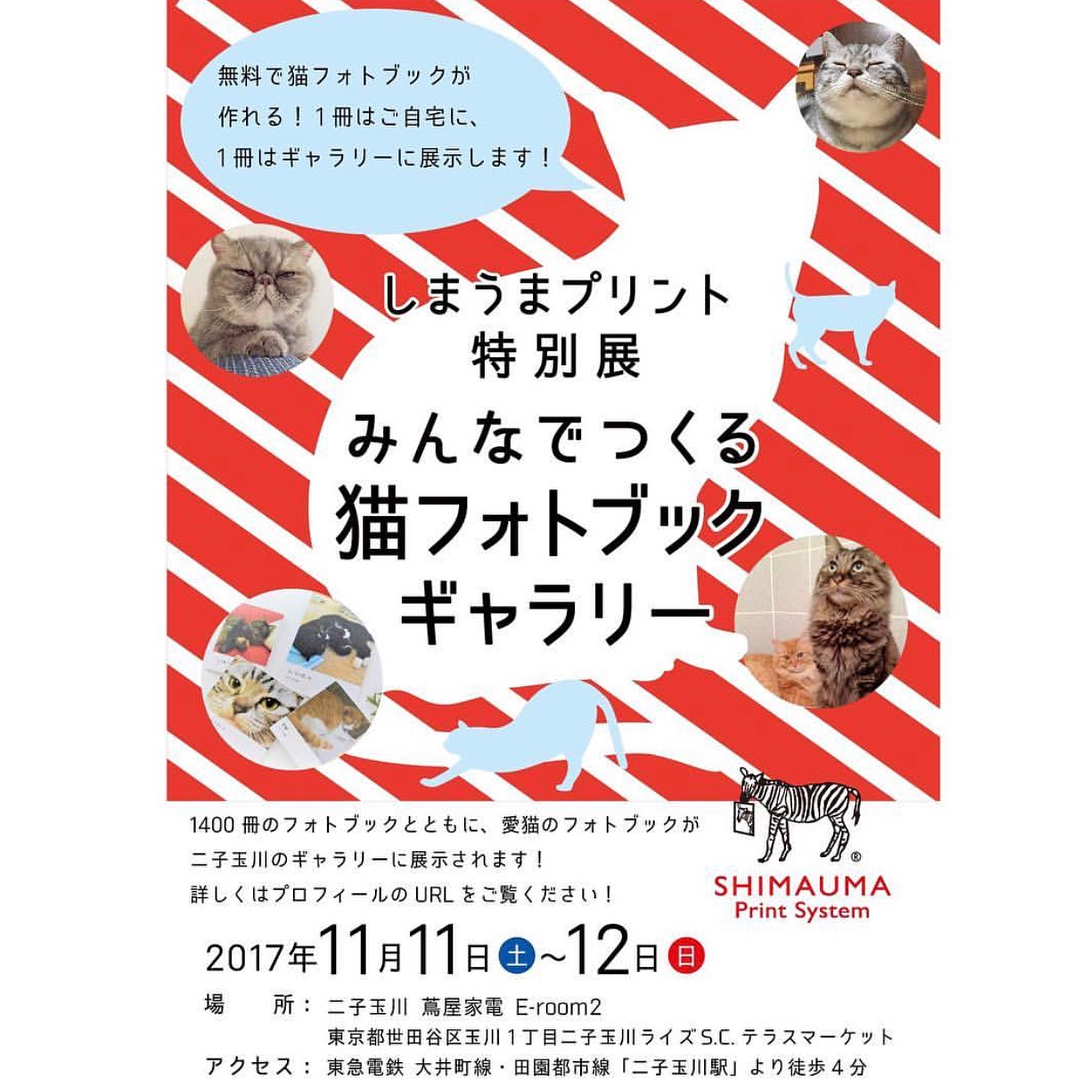 無料で猫フォトブックが
作れる！1冊はご自宅に、
1冊はギャラリーに展示します！
しまうまプリント
特別展
みんなでつくる
猫フォトブック
ギャラリー
1400冊のフォトブックとともに、愛猫のフォトブックが
二子玉川のギャラリーに展示されます！
詳しくはプロフィールのURLをご覧ください！
SHIMAUMA
Print System
®
2017年11月11日土～12日日
場　所：二子玉川 蔦屋家電 E-room2
東京都世田谷区玉川1丁目二子玉川ライズS.C.テラスマーケット
アクセス：東急電鉄 大井町線・田園都市線「二子玉川駅」より徒歩4分